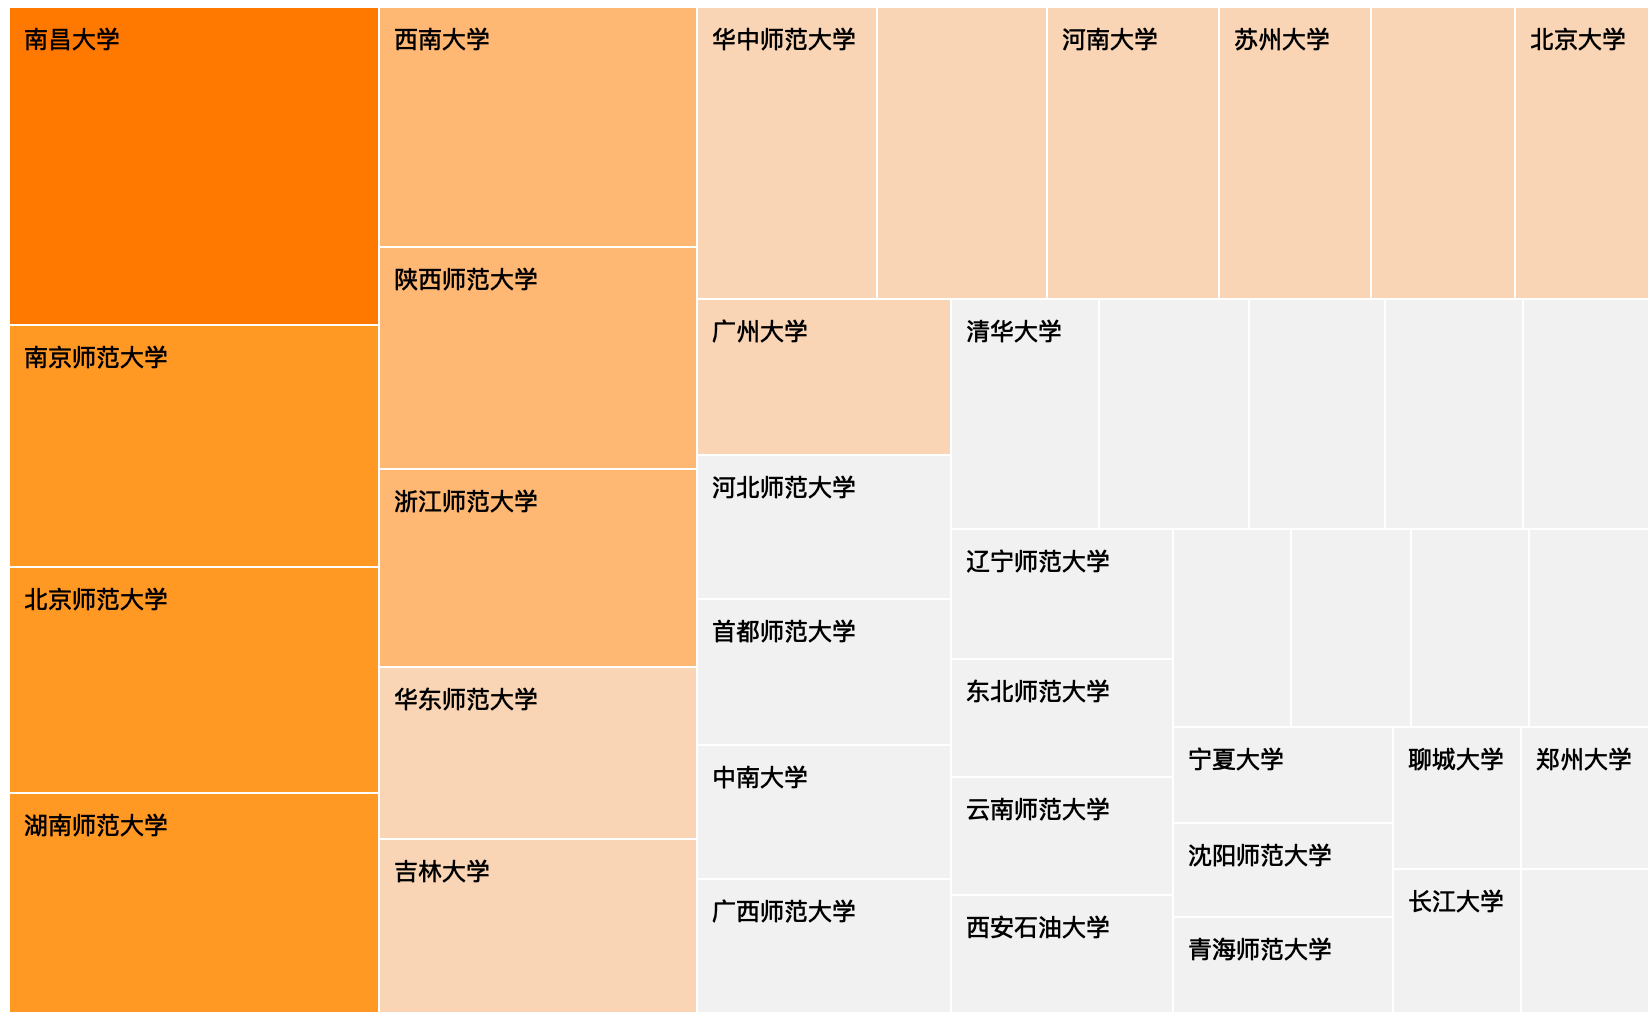 南昌大学
南京师范大学
北京师范大学
湖南师范大学
西南大学
陕西师范大学
浙江师范大学
华东师范大学
吉林大学
华中师范大学
河南大学
苏州大学
北京大学
广州大学
河北师范大学
首都师范大学
中南大学
广西师范大学
清华大学
辽宁师范大学
东北师范大学
云南师范大学
西安石油大学
宁夏大学
沈阳师范大学
青海师范大学
聊城大学
长江大学
郑州大学